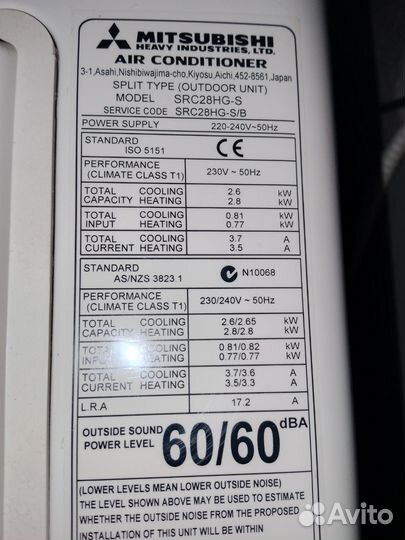 MITSUBISHI
HEAVY INDUSTRIES, LTD.
AIR CONDITIONER
3-1,Asahi,Nishibiwajima-cho,Kiyosu,Aichi,452-8561,Japan
SPLIT TYPE (OUTDOOR UNIT)
MODEL SRC28HG-S
SERVICE CODE SRC28HG-S/B
POWER SUPPLY 220-240V~50Hz
STANDARD
ISO 5151 CE
PERFORMANCE
(CLIMATE CLASS T1) 230V ~ 50Hz
TOTAL COOLING 2.6 kW
CAPACITY HEATING 2.8 kW
TOTAL COOLING 0.81 kW
INPUT HEATING 0.77 kW
TOTAL COOLING 3.7 A
CURRENT HEATING 3.5 A
STANDARD
AS/NZS 3823.1 N10068
PERFORMANCE
(CLIMATE CLASS T1) 230/240V ~ 50Hz
TOTAL COOLING 2.6/2.65 kW
CAPACITY HEATING 2.8/2.8 kW
TOTAL COOLING 0.81/0.82 kW
INPUT HEATING 0.77/0.77 kW
TOTAL COOLING 3.7/3.6 A
CURRENT HEATING 3.5/3.3 A
L.R.A 17.2 A
OUTSIDE SOUND
POWER LEVEL 60/60 dBA
(LOWER LEVELS MEAN LOWER OUTSIDE NOISE)
THE LEVEL SHOWN ABOVE MAY BE USED TO ESTIMATE
WHETHER THE OUTSIDE NOISE FROM THE PROPOSED
INSTALLATION OF THIS UNIT WILL BE WITHIN
Avito